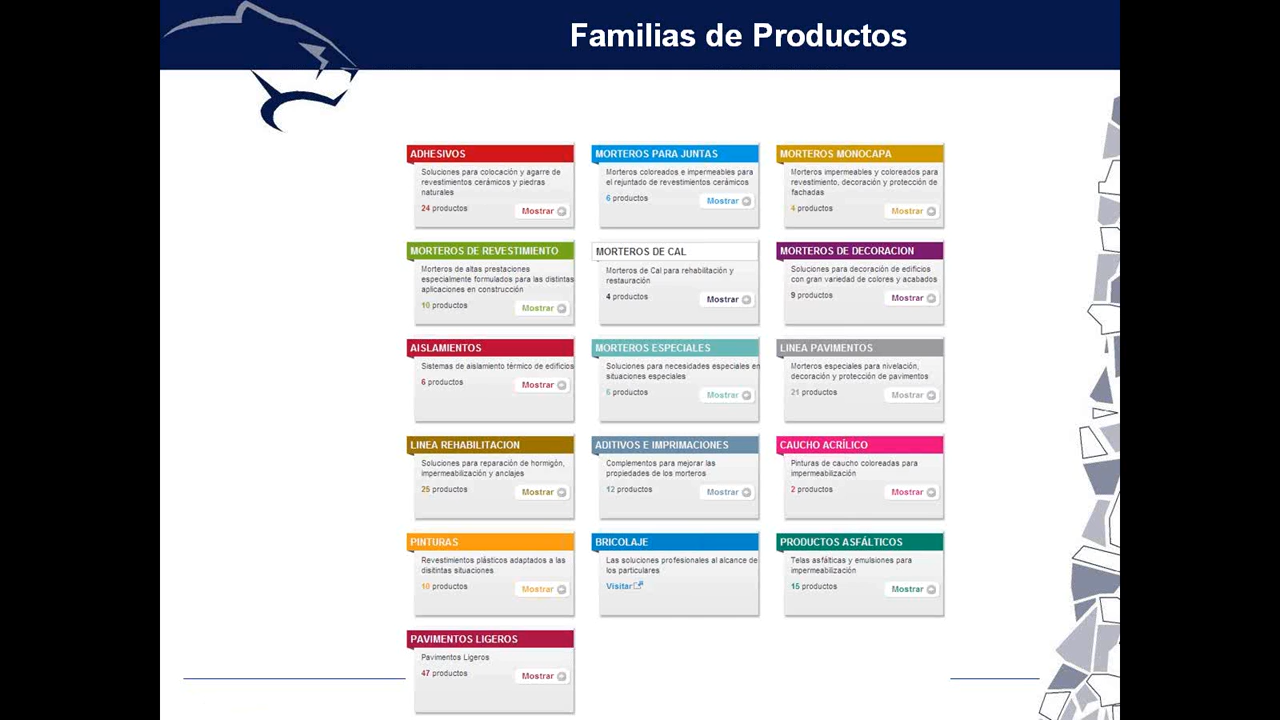 Familias de Productos
ADHESIVOS
Soluciones para colocación y agarre de
revestimientos cerámicos y piedras
naturales
24 productos
Mostrar
MORTEROS PARA JUNTAS
Morteros coloreados e impermeables para
el rejuntado de revestimientos cerámicos
6 productos
Mostrar
MORTEROS MONOCAPA
Morteros impermeables y coloreados para
revestimiento, decoración y protección de
fachadas
4 productos
Mostrar
MORTEROS DE REVESTIMIENTO
Morteros de altas prestaciones
especialmente formulados para las distintas
aplicaciones en construcción
10 productos
Mostrar
MORTEROS DE CAL
Morteros de Cal para rehabilitación y
restauración
4 productos
Mostrar
MORTEROS DE DECORACION
Soluciones para decoración de edificios
con gran variedad de colores y acabados
9 productos
Mostrar
AISLAMIENTOS
Sistemas de aislamiento térmico de edificios
6 productos
Mostrar
MORTEROS ESPECIALES
Soluciones para necesidades especiales en
situaciones especiales
6 productos
Mostrar
LINEA PAVIMENTOS
Morteros especiales para nivelación,
decoración y protección de pavimentos
21 productos
Mostrar
LINEA REHABILITACION
Soluciones para reparación de hormigón,
impermeabilización y anclajes
25 productos
Mostrar
ADITIVOS E IMPRIMACIONES
Complementos para mejorar las
propiedades de los morteros
12 productos
Mostrar
CAUCHO ACRÍLICO
Pinturas de caucho coloreadas para
impermeabilización
2 productos
Mostrar
PINTURAS
Revestimientos plásticos adaptados a las
disitintas situaciones
10 productos
Mostrar
BRICOLAJE
Las soluciones profesionales al alcance de
los particulares
Visitar
PRODUCTOS ASFÁLTICOS
Telas asfálticas y emulsiones para
impermeabilización
15 productos
Mostrar
PAVIMENTOS LIGEROS
Pavimentos Ligeros
47 productos
Mostrar